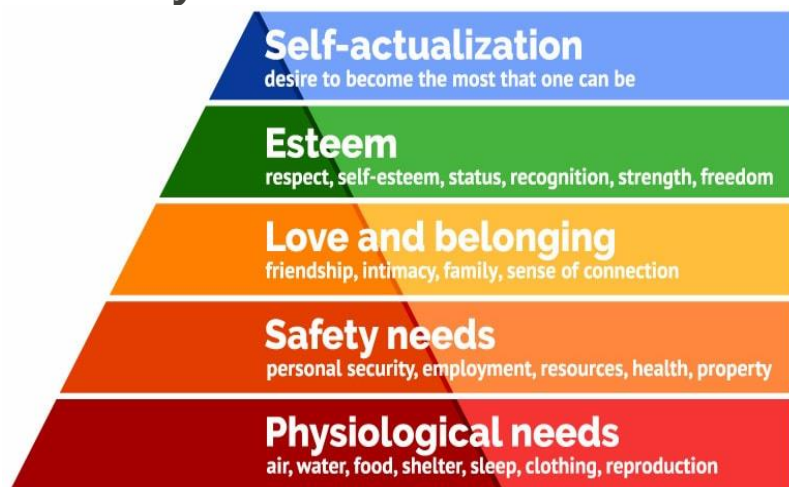 Self-actualization
desire to become the most that one can be
Esteem
respect, self-esteem, status, recognition, strength, freedom
Love and belonging
friendship, intimacy, family, sense of connection
Safety needs
personal security, employment, resources, health, property
Physiological needs
air, water, food, shelter, sleep, clothing, reproduction